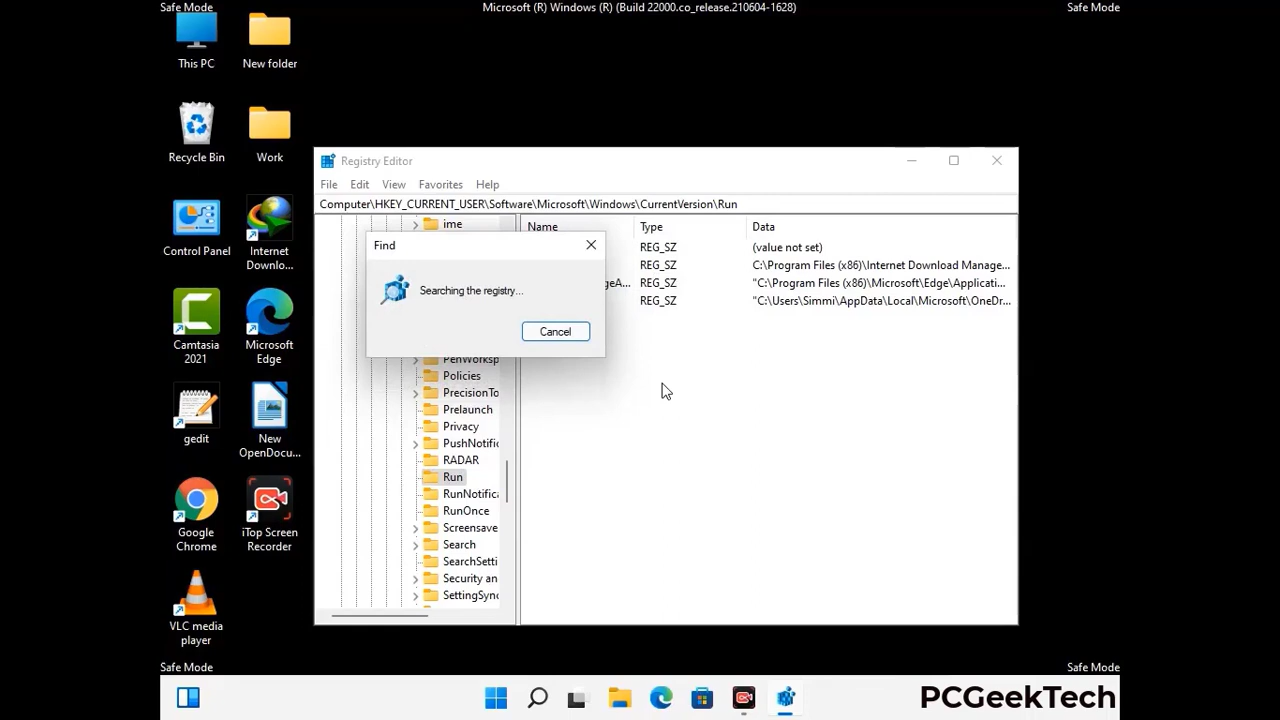 Safe Mode
Microsoft (R) Windows (R) (Build 22000.co_release.210604-1628)
Safe Mode
This PC
New folder
Recycle Bin
Work
Control Panel
Internet
Downlo...
Camtasia
2021
Microsoft
Edge
gedit
New
OpenDocu...
Google
Chrome
iTop Screen
Recorder
VLC media
player
Registry Editor
File Edit View Favorites Help
Computer\HKEY_CURRENT_USER\Software\Microsoft\Windows\CurrentVersion\Run
ime
PenWorksp
Policies
PrecisionTo
Prelaunch
Privacy
PushNotific
RADAR
Run
RunNotifica
RunOnce
Screensave
Search
SearchSetti
Security an
SettingSync
Name Type Data
REG_SZ (value not set)
REG_SZ C:\Program Files (x86)\Internet Download Manage...
geA... REG_SZ "C:\Program Files (x86)\Microsoft\Edge\Applicati...
REG_SZ "C:\Users\Simmi\AppData\Local\Microsoft\OneDr...
Find
Searching the registry...
Cancel
Safe Mode
Safe Mode
PCGeekTech